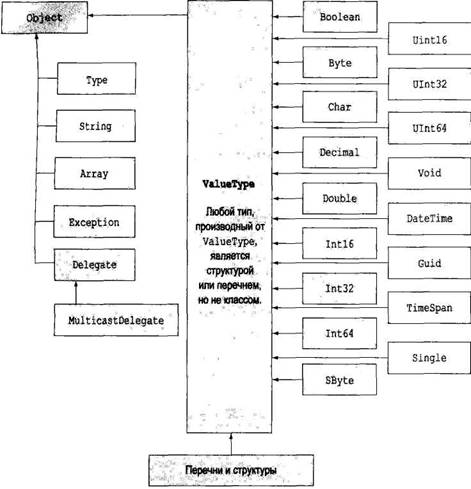 Object
Type
String
Array
Exception
Delegate
MulticastDelegate
ValueType
Любой тип,
производный от
ValueType,
является
структурой
или перечнем,
но не классом.
Boolean
Uint16
Byte
UInt32
Char
UInt64
Decimal
Void
Double
DateTime
Int16
Guid
Int32
TimeSpan
Int64
Single
SByte
Перечни и структуры